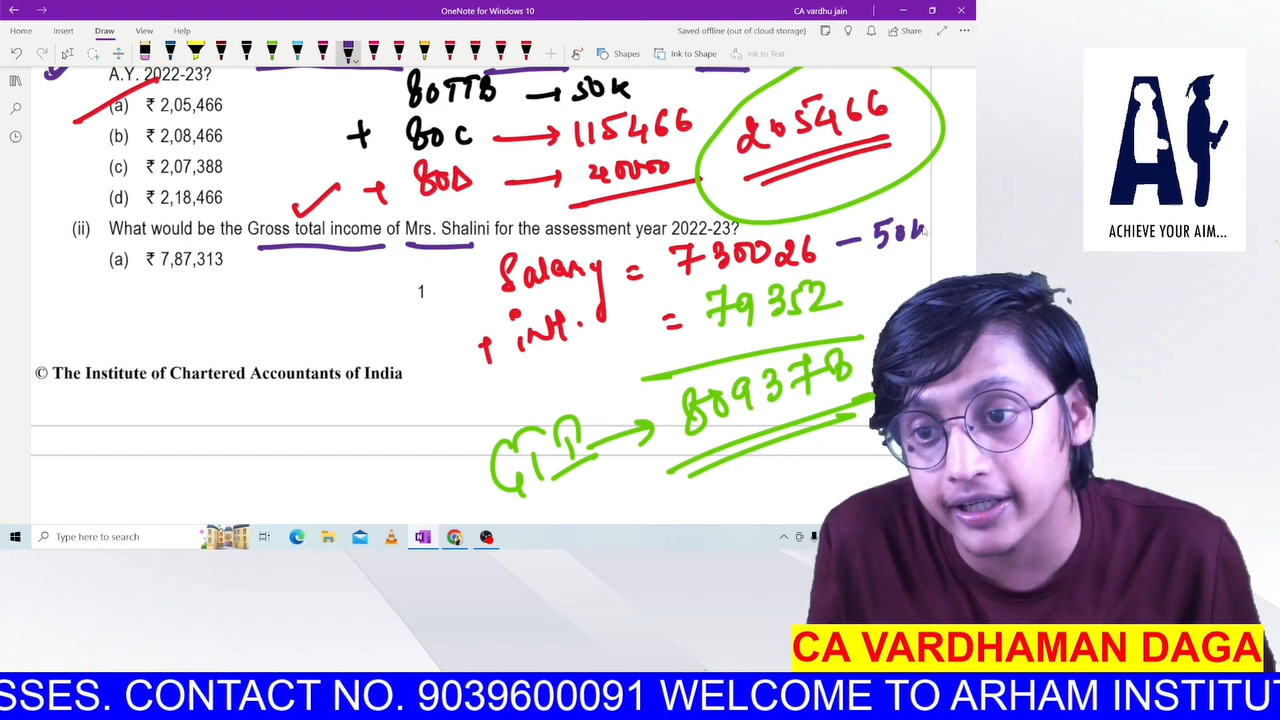 OneNote for Windows 10
CA vardhu jain
Home Insert Draw View Help
Saved offline (out of cloud storage)
Share
Shapes
Ink to Shape
Ink to Text
A.Y. 2022-23?
(a) ₹ 2,05,466
(b) ₹ 2,08,466
(c) ₹ 2,07,388
(d) ₹ 2,18,466
80TTB → 50K
+ 80C → 115466
+ 80D → 40000
205466
(ii) What would be the Gross total income of Mrs. Shalini for the assessment year 2022-23?
(a) ₹ 7,87,313
Salary = 730026 - 50K
+ int. = 79352
809378
GTI →
1
© The Institute of Chartered Accountants of India
Type here to search
AI
ACHIEVE YOUR AIM...
CA VARDHAMAN DAGA
SSES. CONTACT NO. 9039600091 WELCOME TO ARHAM INSTITUT